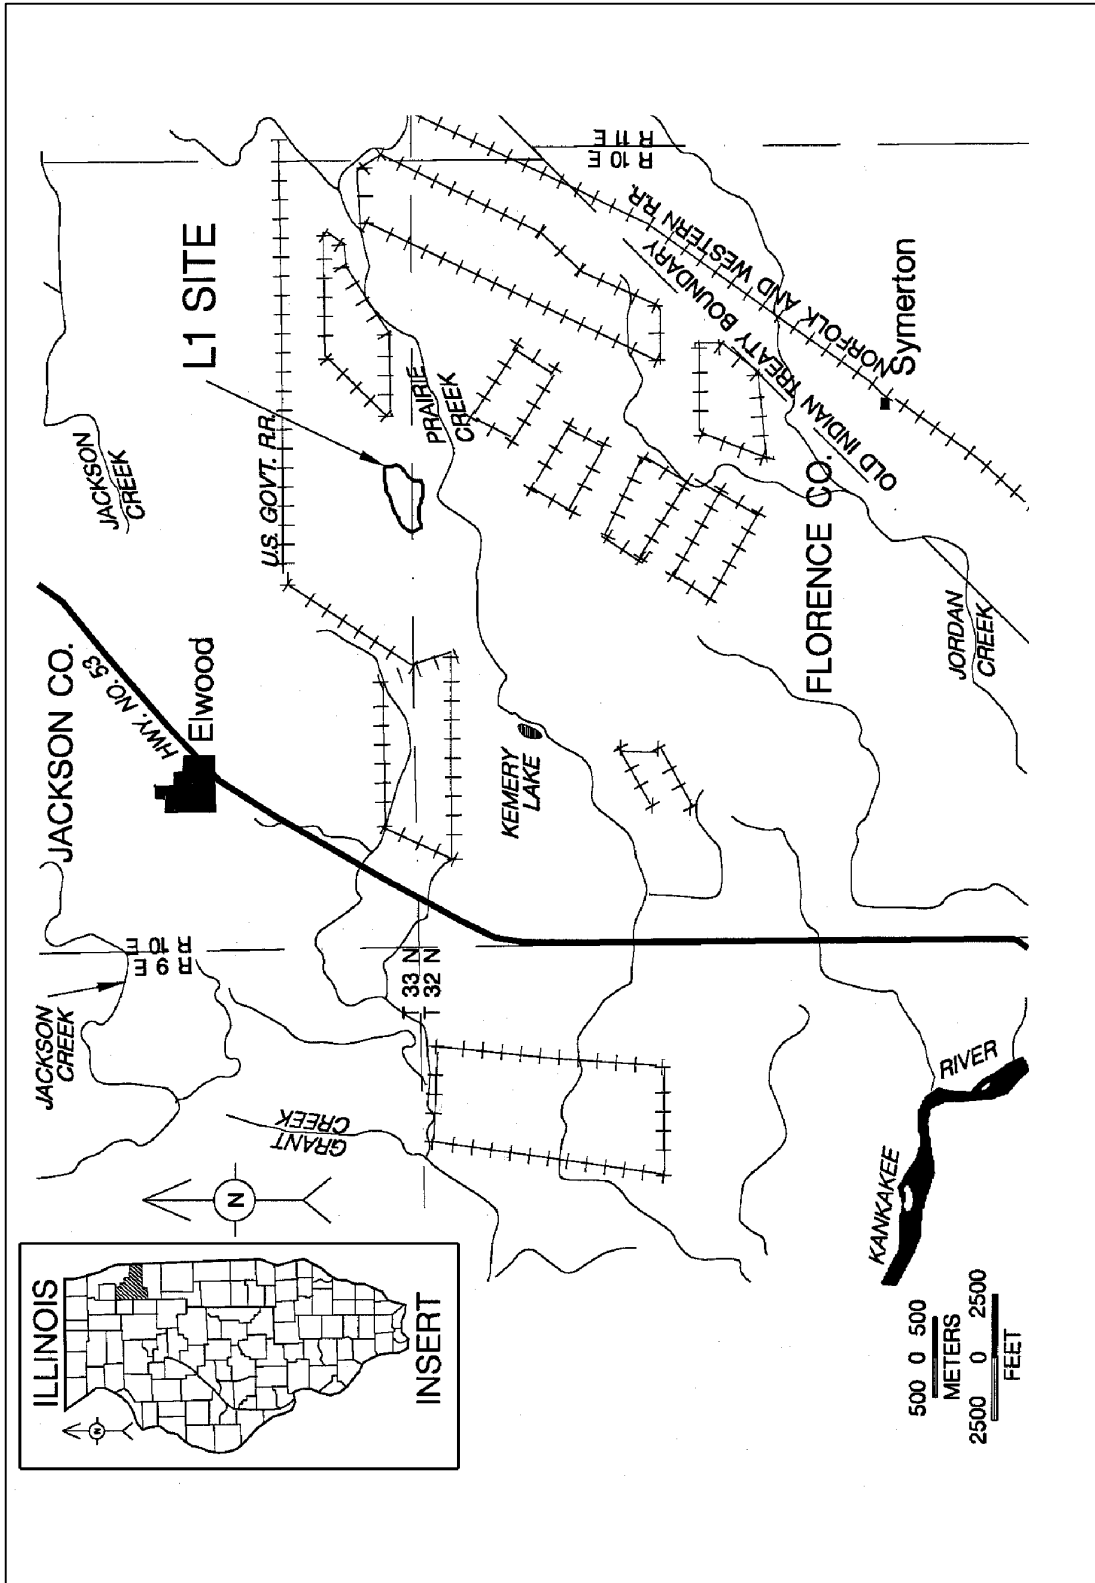 ILLINOIS
N
INSERT
N
JACKSON
CREEK
R 9 E
R 10 E
JACKSON CO.
HWY. NO. 53
Elwood
JACKSON
CREEK
L1 SITE
U.S. GOV'T. R.R.
GRANT
CREEK
T 33 N
T 32 N
PRAIRIE
CREEK
KEMERY
LAKE
R 10 E
R 11 E
NORFOLK AND WESTERN R.R.
OLD INDIAN TREATY BOUNDARY
Symerton
FLORENCE CO.
JORDAN
CREEK
KANKAKEE
RIVER
500 0 500
METERS
2500 0 2500
FEET